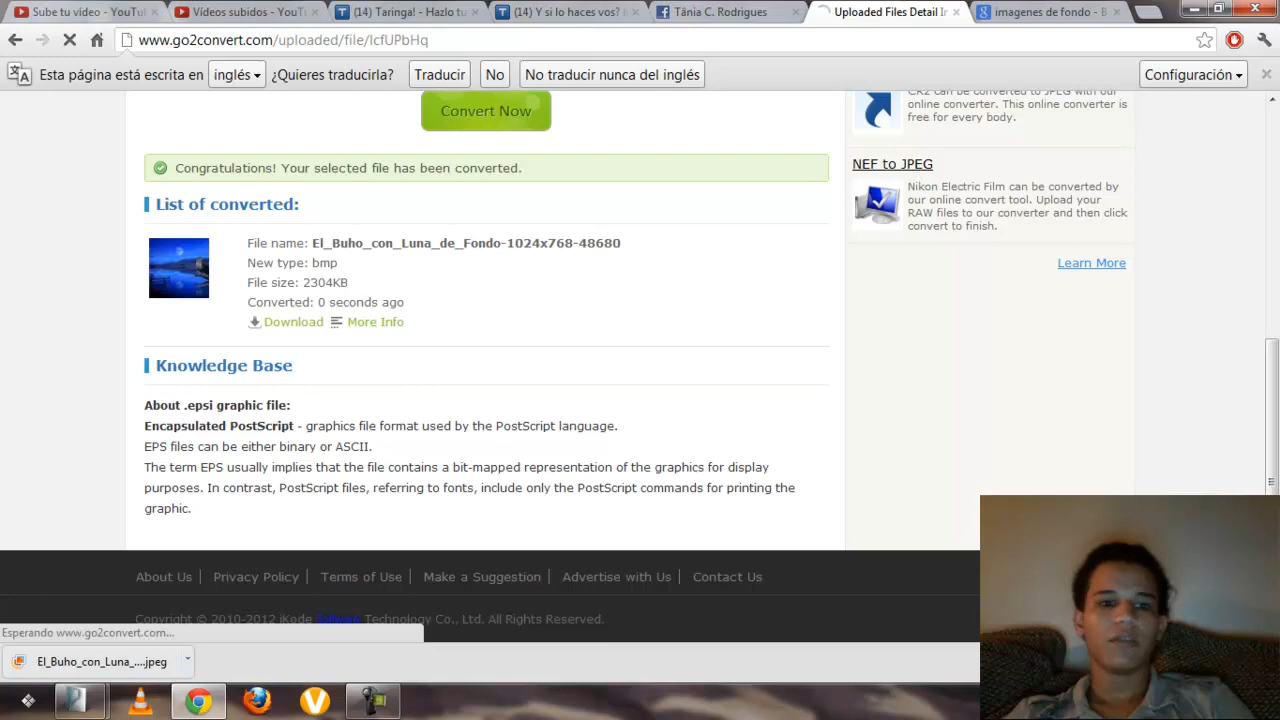 Sube tu vídeo - YouTu
Vídeos subidos - YouTu
(14) Taringa! - Hazlo tu
(14) Y si lo haces vos? i
Tânia C. Rodrigues
Uploaded Files Detail In
imagenes de fondo - B
www.go2convert.com/uploaded/file/IcfUPbHq
Esta página está escrita en inglés ¿Quieres traducirla? Traducir No No traducir nunca del inglés Configuración
Convert Now
CR2 can be converted to JPEG with our
online converter. This online converter is
free for every body.
Congratulations! Your selected file has been converted.
NEF to JPEG
Nikon Electric Film can be converted by
our online convert tool. Upload your
RAW files to our converter and then click
convert to finish.
Learn More
List of converted:
File name: El_Buho_con_Luna_de_Fondo-1024x768-48680
New type: bmp
File size: 2304KB
Converted: 0 seconds ago
Download More Info
Knowledge Base
About .epsi graphic file:
Encapsulated PostScript - graphics file format used by the PostScript language.
EPS files can be either binary or ASCII.
The term EPS usually implies that the file contains a bit-mapped representation of the graphics for display
purposes. In contrast, PostScript files, referring to fonts, include only the PostScript commands for printing the
graphic.
About Us | Privacy Policy | Terms of Use | Make a Suggestion | Advertise with Us | Contact Us
Copyright © 2010-2012 iKode Software Technology Co., Ltd. All Rights Reserved.
Esperando www.go2convert.com...
El_Buho_con_Luna_....jpeg